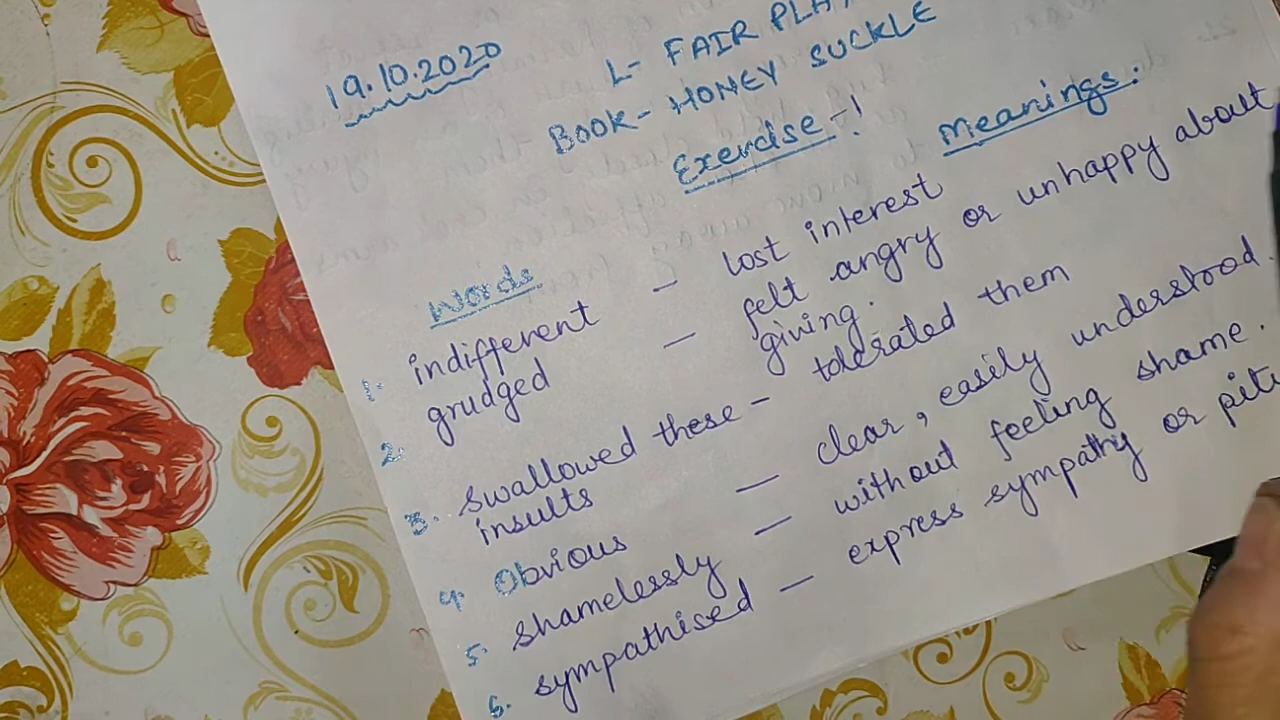 19.10.2020
L- FAIR PLAY
BOOK- HONEY SUCKLE
Exercise-1
Words Meanings:
1. indifferent - lost interest
2. grudged - felt angry or unhappy about
giving.
3. swallowed these - tolerated them
insults
4. Obvious - clear, easily understood.
5. shamelessly - without feeling shame.
6. sympathised - express sympathy or pity